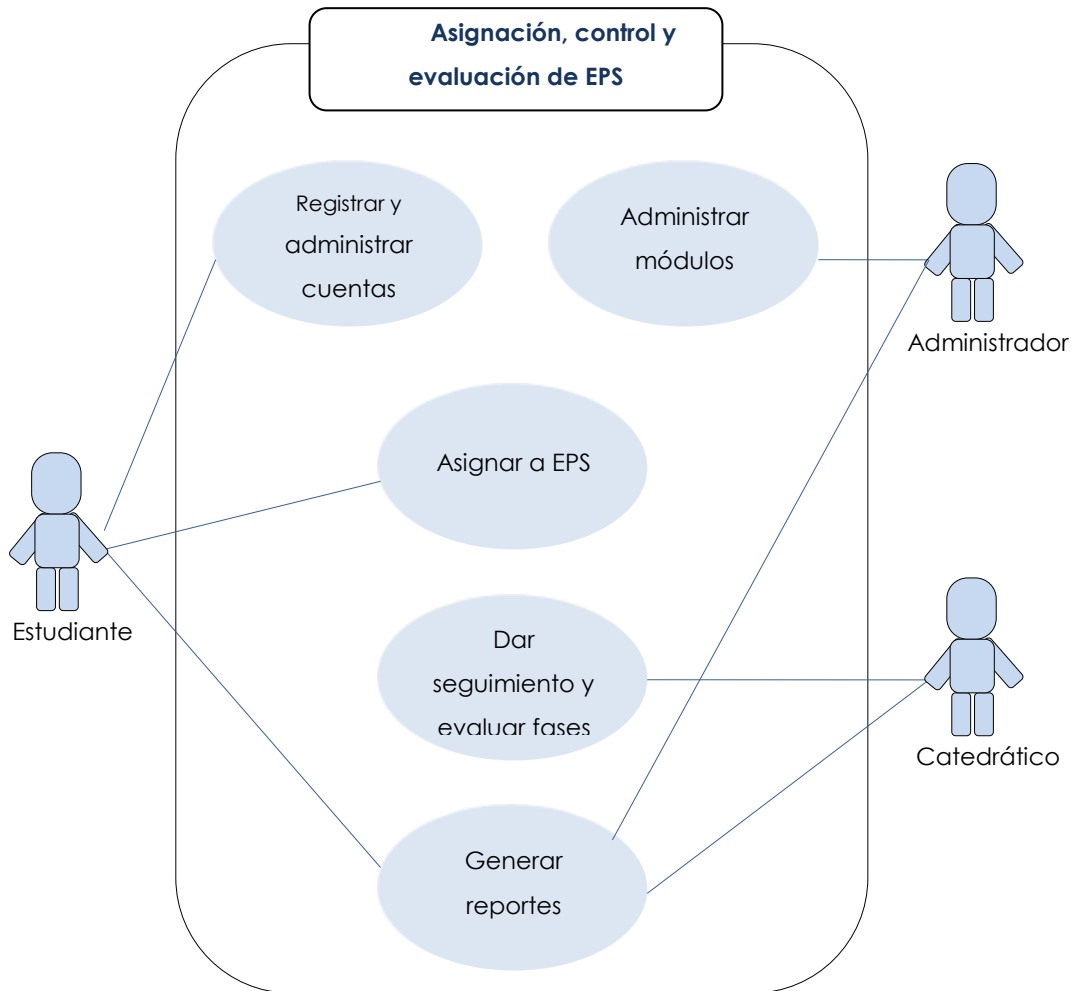 Asignación, control y
evaluación de EPS
Registrar y
administrar
cuentas
Administrar
módulos
Administrador
Asignar a EPS
Estudiante
Dar
seguimiento y
evaluar fases
Catedrático
Generar
reportes